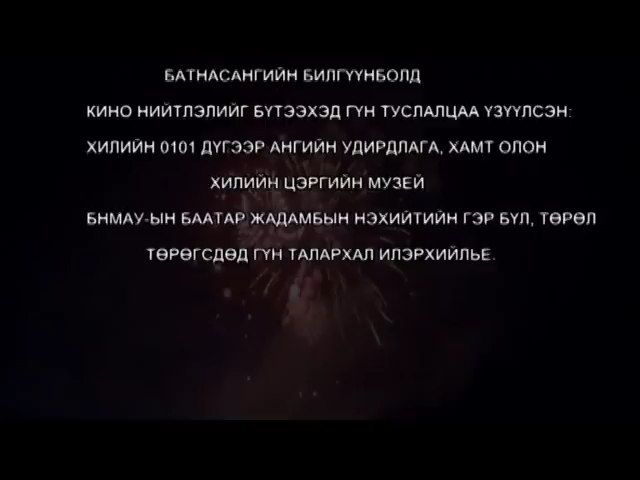 БАТНАСАНГИЙН БИЛГҮҮНБОЛД
КИНО НИЙТЛЭЛИЙГ БҮТЭЭХЭД ГҮН ТУСЛАЛЦАА ҮЗҮҮЛСЭН:
ХИЛИЙН 0101 ДҮГЭЭР АНГИЙН УДИРДЛАГА, ХАМТ ОЛОН
ХИЛИЙН ЦЭРГИЙН МУЗЕЙ
БНМАУ-ЫН БААТАР ЖАДАМБЫН НЭХИЙТИЙН ГЭР БҮЛ, ТӨРӨЛ
ТӨРӨГСДӨД ГҮН ТАЛАРХАЛ ИЛЭРХИЙЛЬЕ.